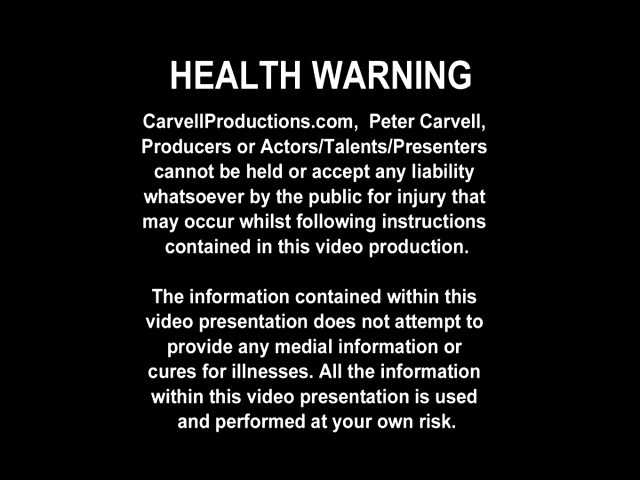 HEALTH WARNING
CarvellProductions.com,  Peter Carvell,
Producers or Actors/Talents/Presenters
cannot be held or accept any liability
whatsoever by the public for injury that
may occur whilst following instructions
contained in this video production.
The information contained within this
video presentation does not attempt to
provide any medial information or
cures for illnesses. All the information
within this video presentation is used
and performed at your own risk.